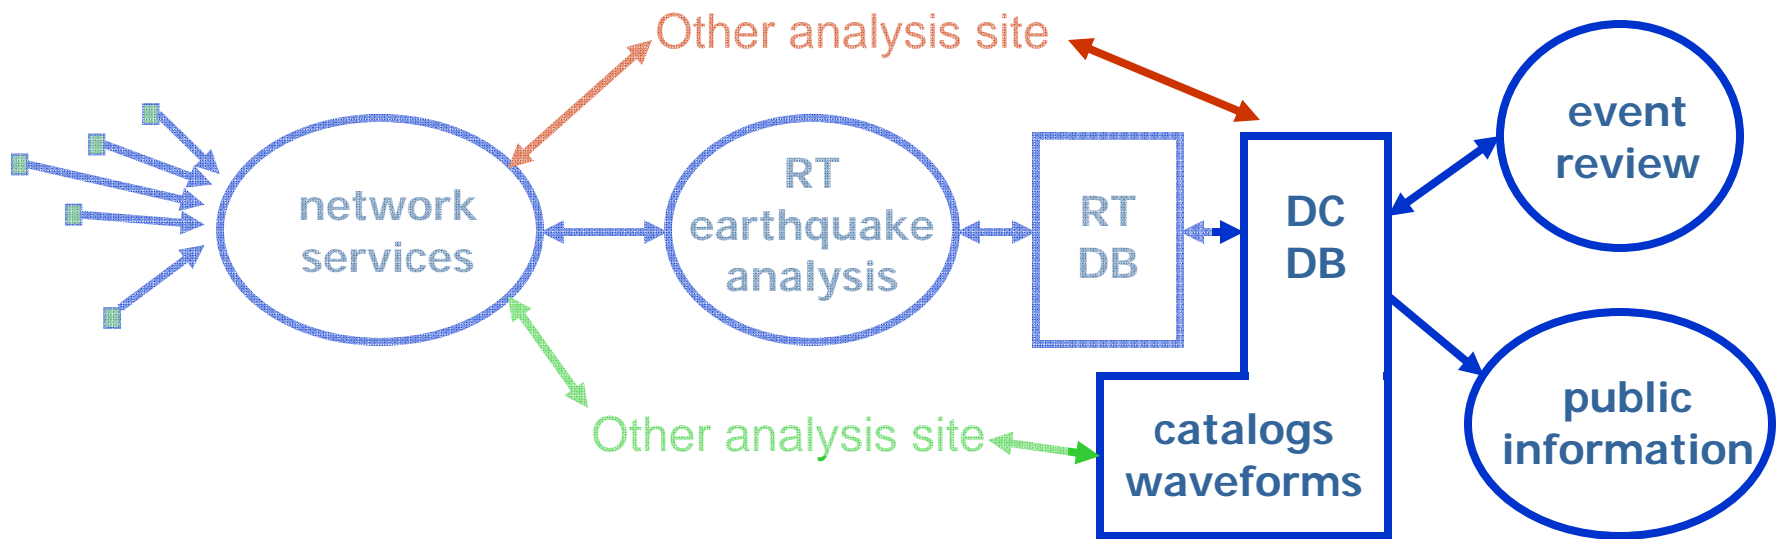 Other analysis site
network
services
RT
earthquake
analysis
RT
DB
DC
DB
event
review
Other analysis site
catalogs
waveforms
public
information